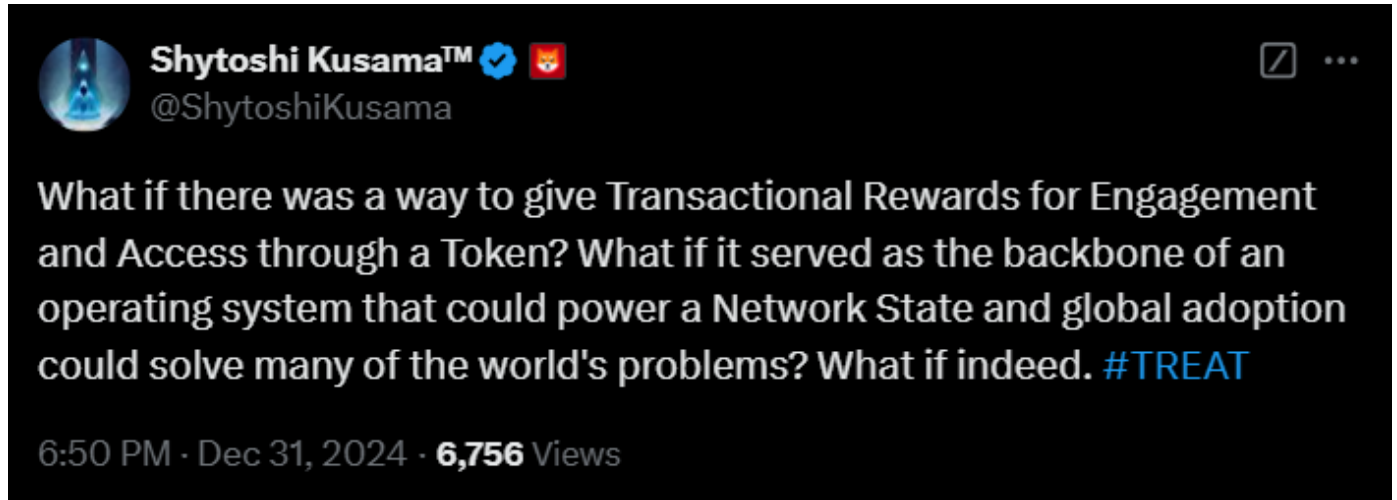 Shytoshi Kusama™
@ShytoshiKusama
What if there was a way to give Transactional Rewards for Engagement
and Access through a Token? What if it served as the backbone of an
operating system that could power a Network State and global adoption
could solve many of the world's problems? What if indeed. #TREAT
6:50 PM · Dec 31, 2024 · 6,756 Views